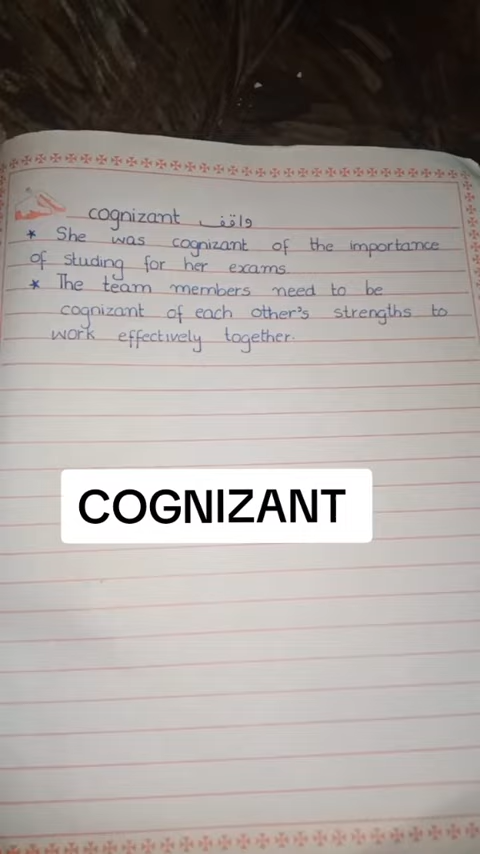 cognizant واقف
* She was cognizant of the importance
of studing for her exams.
* The team members need to be
cognizant of each other's strengths to
work effectively together.
COGNIZANT